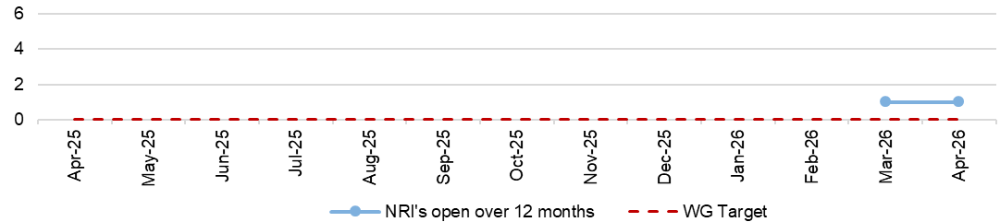 6
4
2
0
Apr-25
May-25
Jun-25
Jul-25
Aug-25
Sep-25
Oct-25
Nov-25
Dec-25
Jan-26
Feb-26
Mar-26
Apr-26
NRI's open over 12 months
WG Target